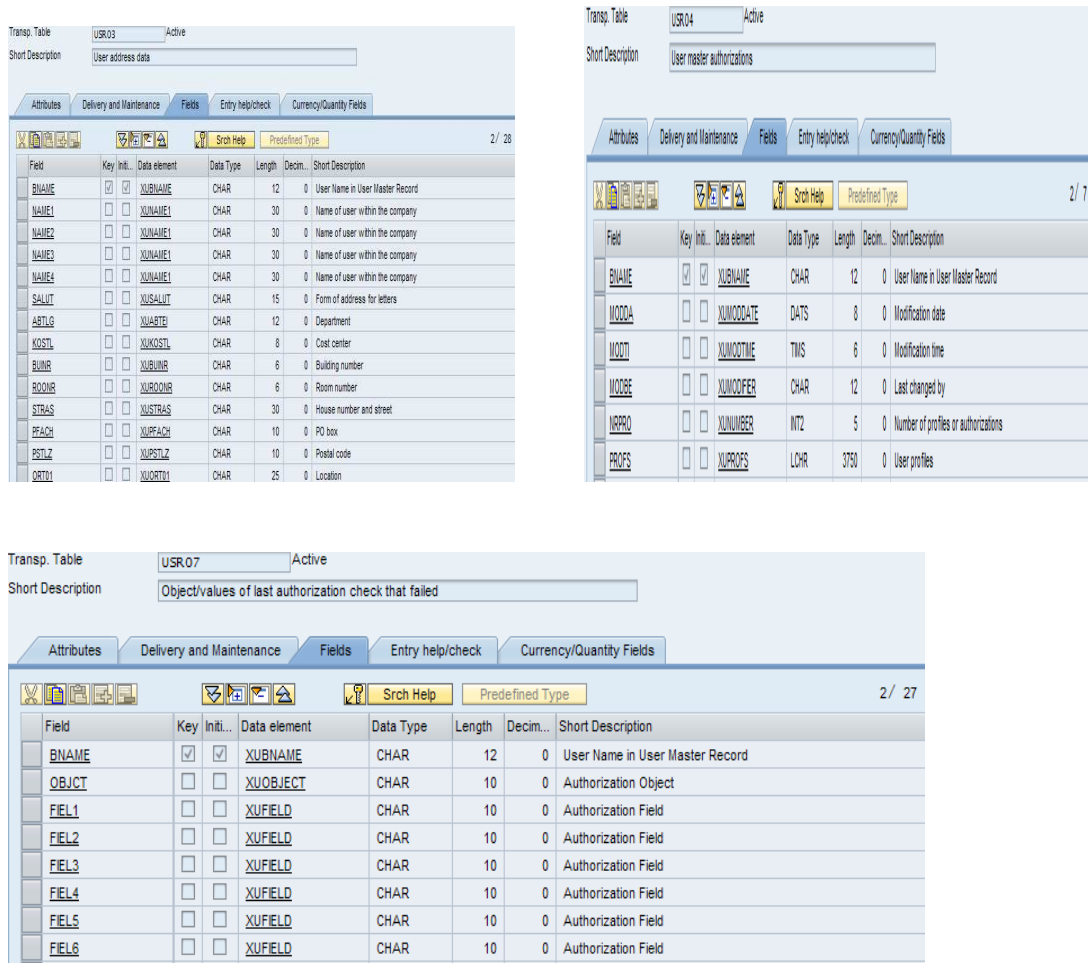 Transp. Table USR03 Active
Short Description User address data
Attributes Delivery and Maintenance Fields Entry help/check Currency/Quantity Fields
Srch Help Predefined Type 2/ 28
Field Key Initi... Data element Data Type Length Decim... Short Description
BNAME XUBNAME CHAR 12 0 User Name in User Master Record
NAME1 XUNAME1 CHAR 30 0 Name of user within the company
NAME2 XUNAME1 CHAR 30 0 Name of user within the company
NAME3 XUNAME1 CHAR 30 0 Name of user within the company
NAME4 XUNAME1 CHAR 30 0 Name of user within the company
SALUT XUSALUT CHAR 15 0 Form of address for letters
ABTLG XUABTEI CHAR 12 0 Department
KOSTL XUKOSTL CHAR 8 0 Cost center
BUINR XUBUINR CHAR 6 0 Building number
ROONR XUROONR CHAR 6 0 Room number
STRAS XUSTRAS CHAR 30 0 House number and street
PFACH XUPFACH CHAR 10 0 PO box
PSTLZ XUPSTLZ CHAR 10 0 Postal code
ORT01 XUORT01 CHAR 25 0 Location
Transp. Table USR04 Active
Short Description User master authorizations
Attributes Delivery and Maintenance Fields Entry help/check Currency/Quantity Fields
Srch Help Predefined Type 2/ 7
Field Key Initi... Data element Data Type Length Decim... Short Description
BNAME XUBNAME CHAR 12 0 User Name in User Master Record
MODDA XUMODDATE DATS 8 0 Modification date
MODTI XUMODTIME TIMS 6 0 Modification time
MODBE XUMODIFER CHAR 12 0 Last changed by
NRPRO XUNUMBER INT2 5 0 Number of profiles or authorizations
PROFS XUPROFS LCHR 3750 0 User profiles
Transp. Table USR07 Active
Short Description Object/values of last authorization check that failed
Attributes Delivery and Maintenance Fields Entry help/check Currency/Quantity Fields
Srch Help Predefined Type 2/ 27
Field Key Initi... Data element Data Type Length Decim... Short Description
BNAME XUBNAME CHAR 12 0 User Name in User Master Record
OBJCT XUOBJECT CHAR 10 0 Authorization Object
FIEL1 XUFIELD CHAR 10 0 Authorization Field
FIEL2 XUFIELD CHAR 10 0 Authorization Field
FIEL3 XUFIELD CHAR 10 0 Authorization Field
FIEL4 XUFIELD CHAR 10 0 Authorization Field
FIEL5 XUFIELD CHAR 10 0 Authorization Field
FIEL6 XUFIELD CHAR 10 0 Authorization Field